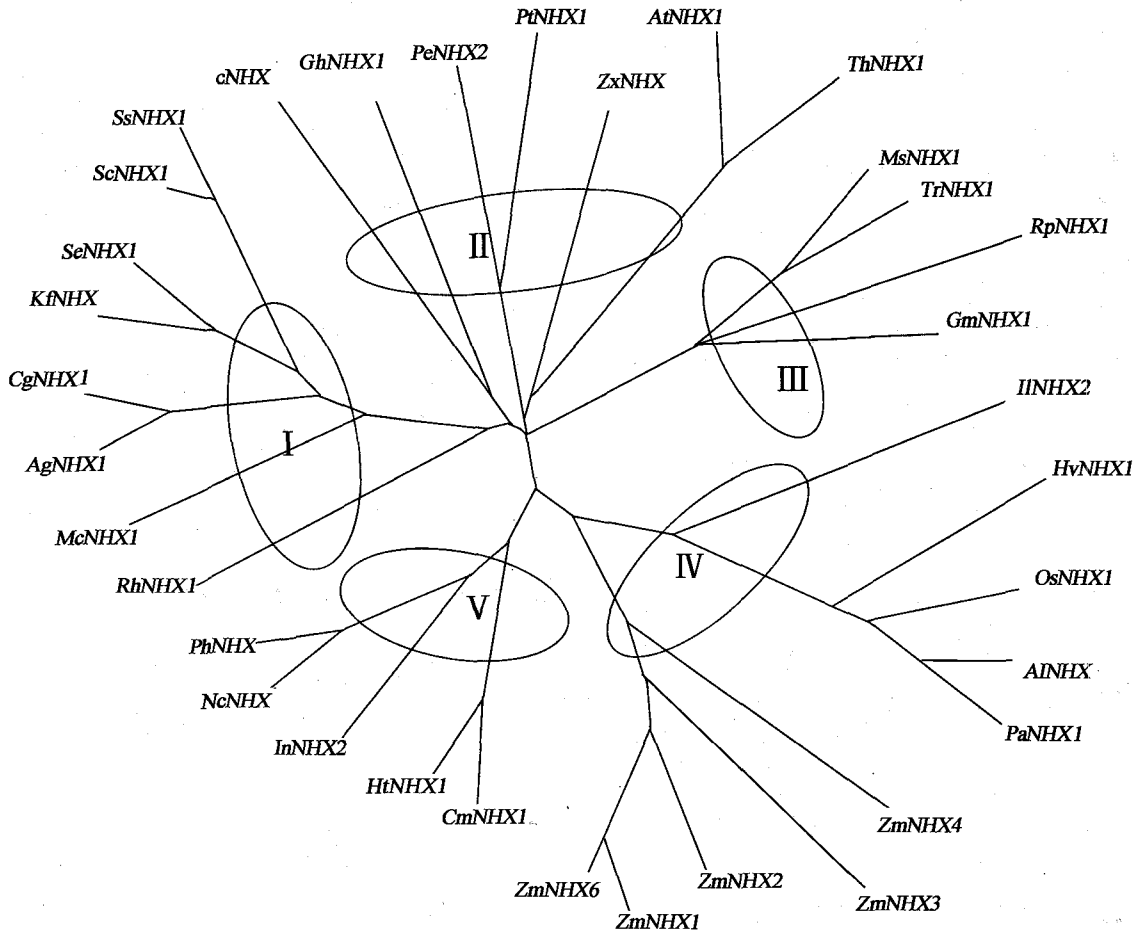 PtNHX1
AtNHX1
PeNHX2
GhNHX1
cNHX
ZxNHX
ThNHX1
SsNHX1
MsNHX1
ScNHX1
TrNHX1
RpNHX1
SeNHX1
II
KfNHX
GmNHX1
CgNHX1
III
IlNHX2
I
AgNHX1
HvNHX1
McNHX1
RhNHX1
IV
OsNHX1
V
PhNHX
AlNHX
NcNHX
PaNHX1
InNHX2
HtNHX1
CmNHX1
ZmNHX4
ZmNHX6
ZmNHX2
ZmNHX3
ZmNHX1